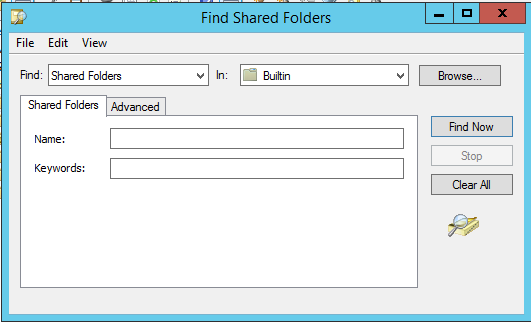 Find Shared Folders
File Edit View
Find: Shared Folders In: Builtin Browse...
Shared Folders Advanced
Name: Find Now
Keywords: Stop
Clear All